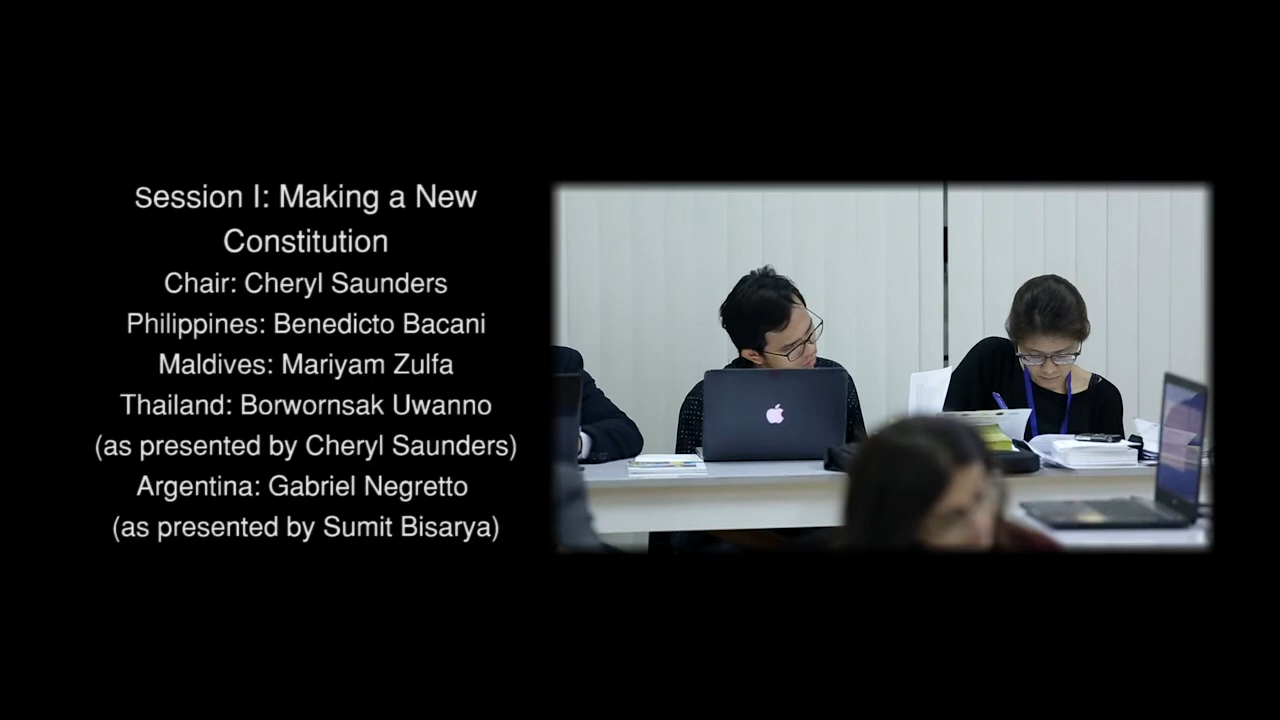 Session I: Making a New
Constitution
Chair: Cheryl Saunders
Philippines: Benedicto Bacani
Maldives: Mariyam Zulfa
Thailand: Borwornsak Uwanno
(as presented by Cheryl Saunders)
Argentina: Gabriel Negretto
(as presented by Sumit Bisarya)